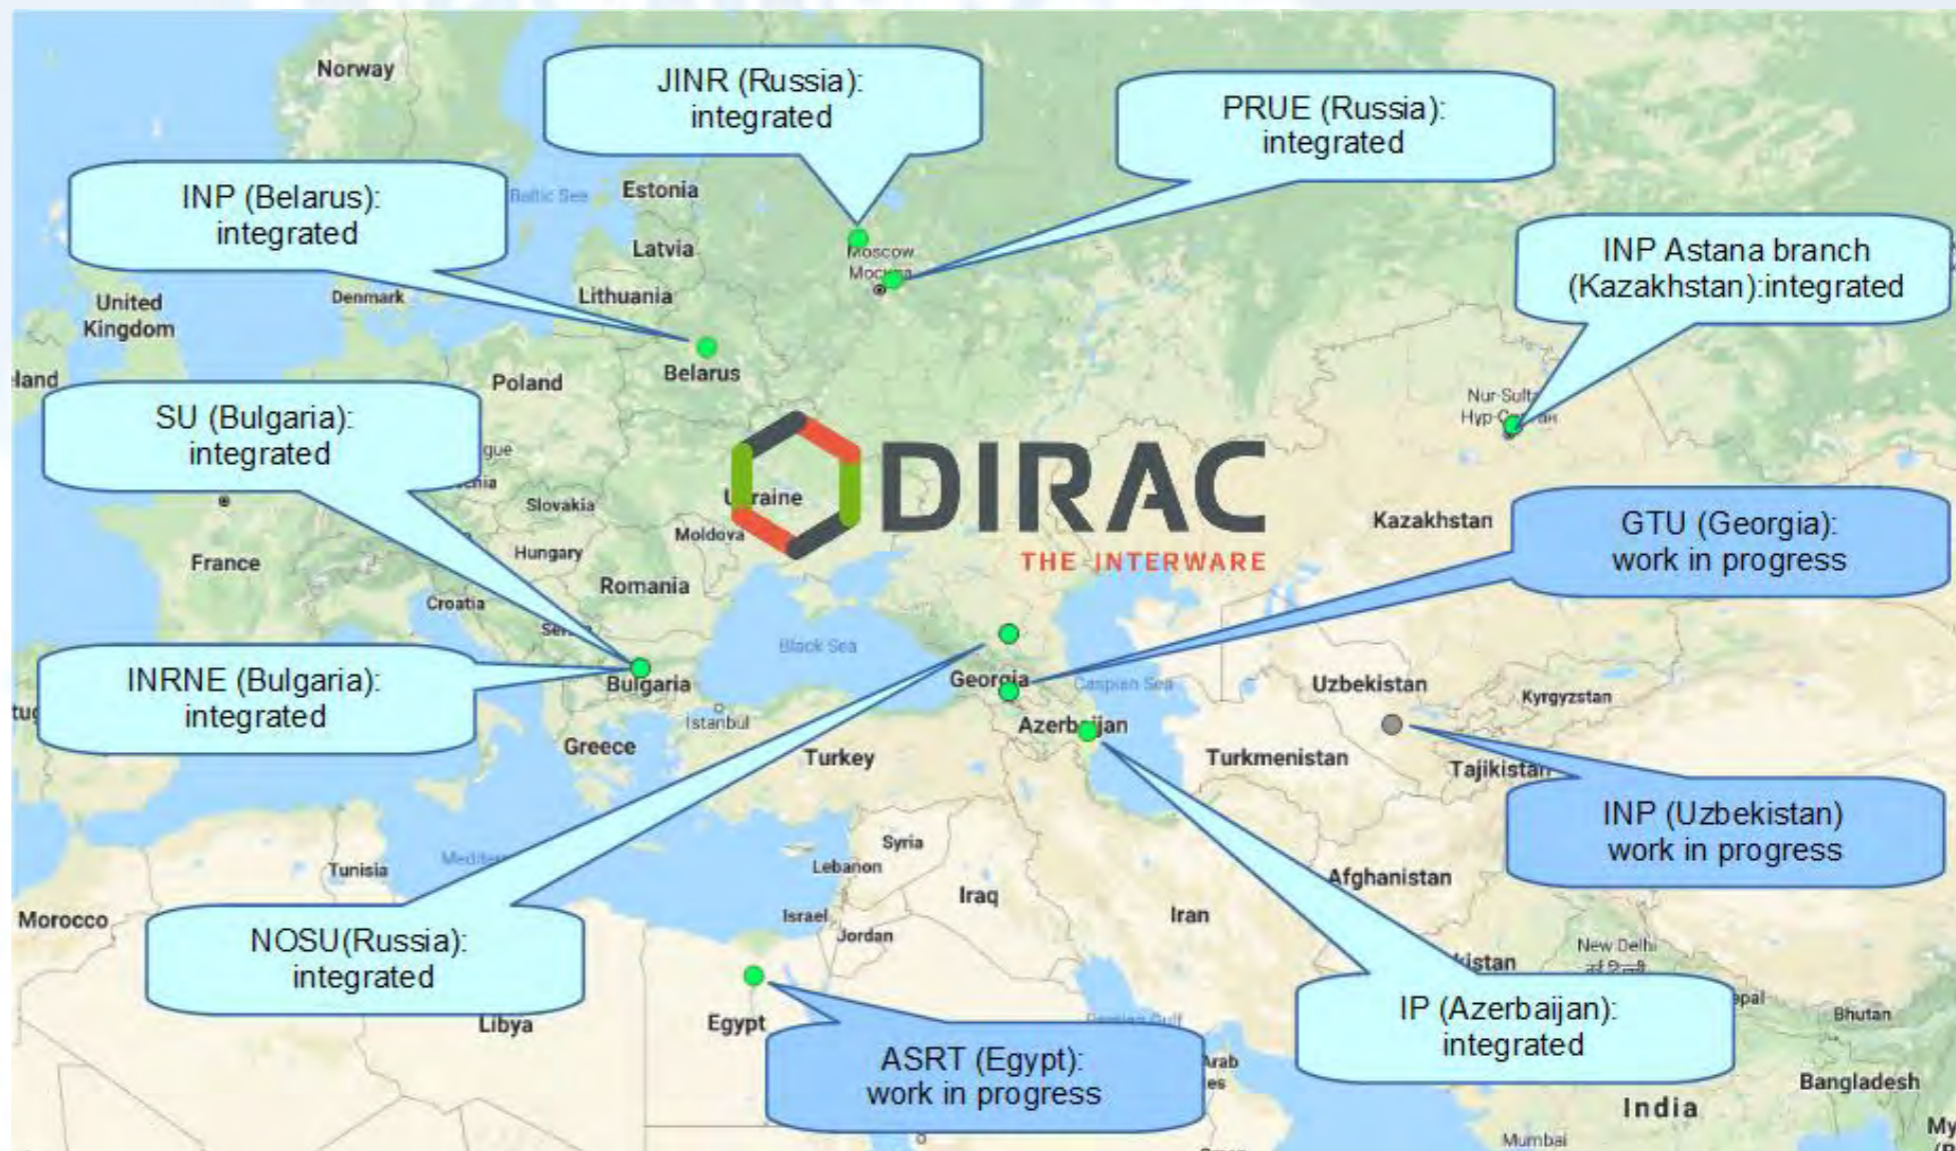 Norway
JINR (Russia):
integrated
PRUE (Russia):
integrated
INP (Belarus):
integrated
Baltic Sea
Estonia
Latvia
Lithuania
Denmark
United
Kingdom
Moscow
INP Astana branch
(Kazakhstan):integrated
Poland
Belarus
SU (Bulgaria):
integrated
Slovakia
Moldova
Hungary
France
Romania
Croatia
DIRAC
THE INTERWARE
Kazakhstan
GTU (Georgia):
work in progress
Black Sea
INRNE (Bulgaria):
integrated
Bulgaria
Istanbul
Greece
Turkey
Georgia
Caspian Sea
Azerbaijan
Uzbekistan
Kyrgyzstan
Turkmenistan
Tajikistan
INP (Uzbekistan)
work in progress
Tunisia
Syria
Lebanon
Iraq
Iran
Afghanistan
Morocco
Israel
Jordan
NOSU(Russia):
integrated
Libya
Egypt
ASRT (Egypt):
work in progress
New Delhi
IP (Azerbaijan):
integrated
Bhutan
Bangladesh
India
Mumbai